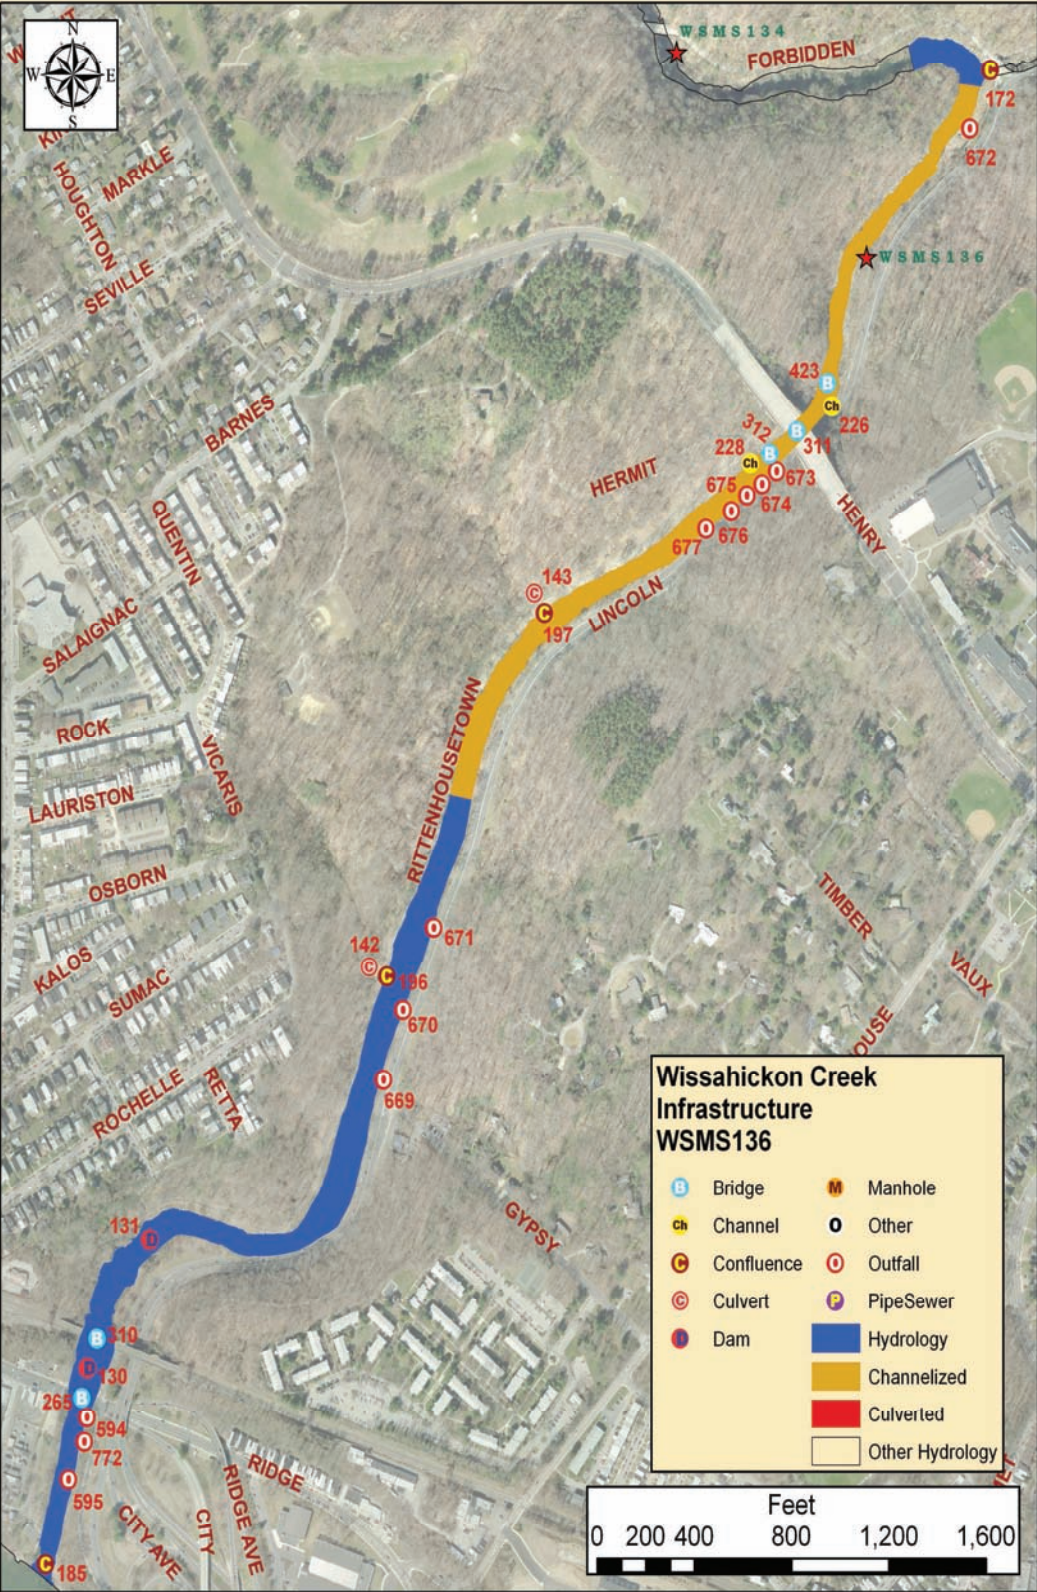 N
W E
S
WSMS134
FORBIDDEN
172
672
MARKLE
HOUGHTON
SEVILLE
WSMS136
423
226
BARNES
312
311
228
673
HERMIT
675
674
676
677
HENRY
QUENTIN
143
LINCOLN
197
SALAIGNAC
RITTENHOUSETOWN
ROCK
VICARIS
LAURISTON
OSBORN
TIMBER
671
142
196
VAUX
KALOS
SUMAC
670
OUSE
669
ROCHELLE
RETTA
GYPSY
131
310
130
265
594
772
595
RIDGE
RIDGE AVE
CITY
CITY AVE
185
Wissahickon Creek
Infrastructure
WSMS136
B Bridge M Manhole
Ch Channel O Other
C Confluence O Outfall
C Culvert P PipeSewer
D Dam Hydrology
Channelized
Culverted
Other Hydrology
Feet
0 200 400 800 1,200 1,600